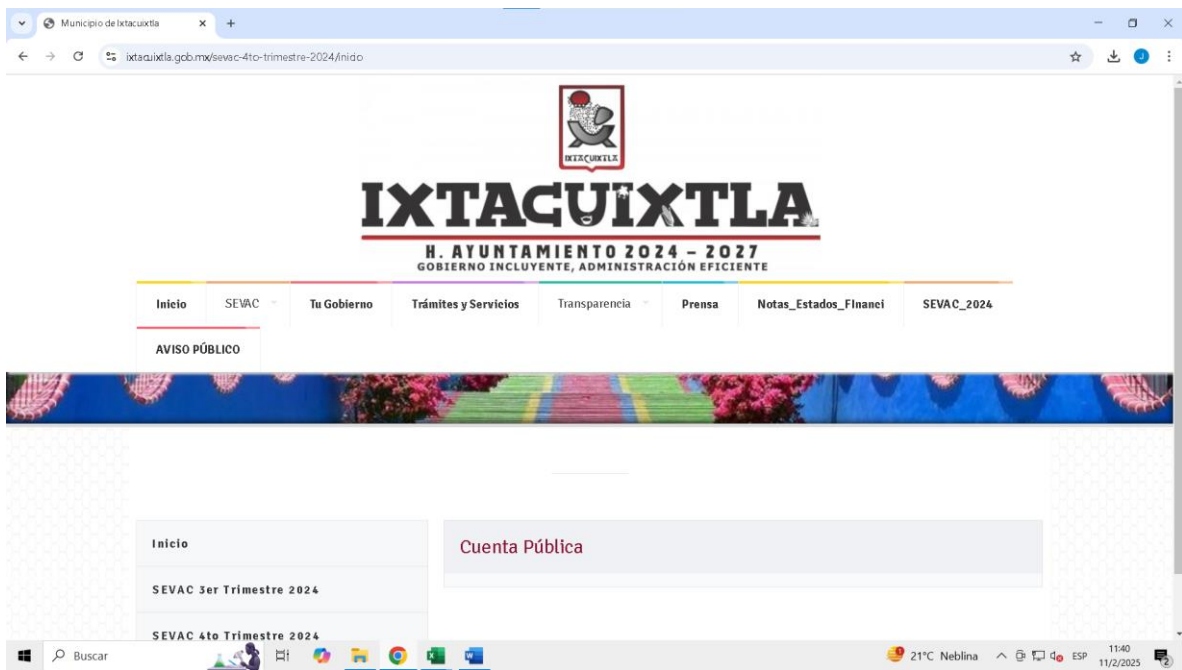 Municipio de Ixtacuixtla
ixtacuixtla.gob.mx/sevac-4to-trimestre-2024/inicio
J
IXTACUIXTLA
IXTACUIXTLA
H. AYUNTAMIENTO 2024 – 2027
GOBIERNO INCLUYENTE, ADMINISTRACIÓN EFICIENTE
Inicio SEVAC Tu Gobierno Trámites y Servicios Transparencia Prensa Notas_Estados_FInanci SEVAC_2024
AVISO PÚBLICO
Inicio
Cuenta Pública
SEVAC 3er Trimestre 2024
SEVAC 4to Trimestre 2024
Buscar
21°C Neblina
ESP
11:40
11/2/2025
2